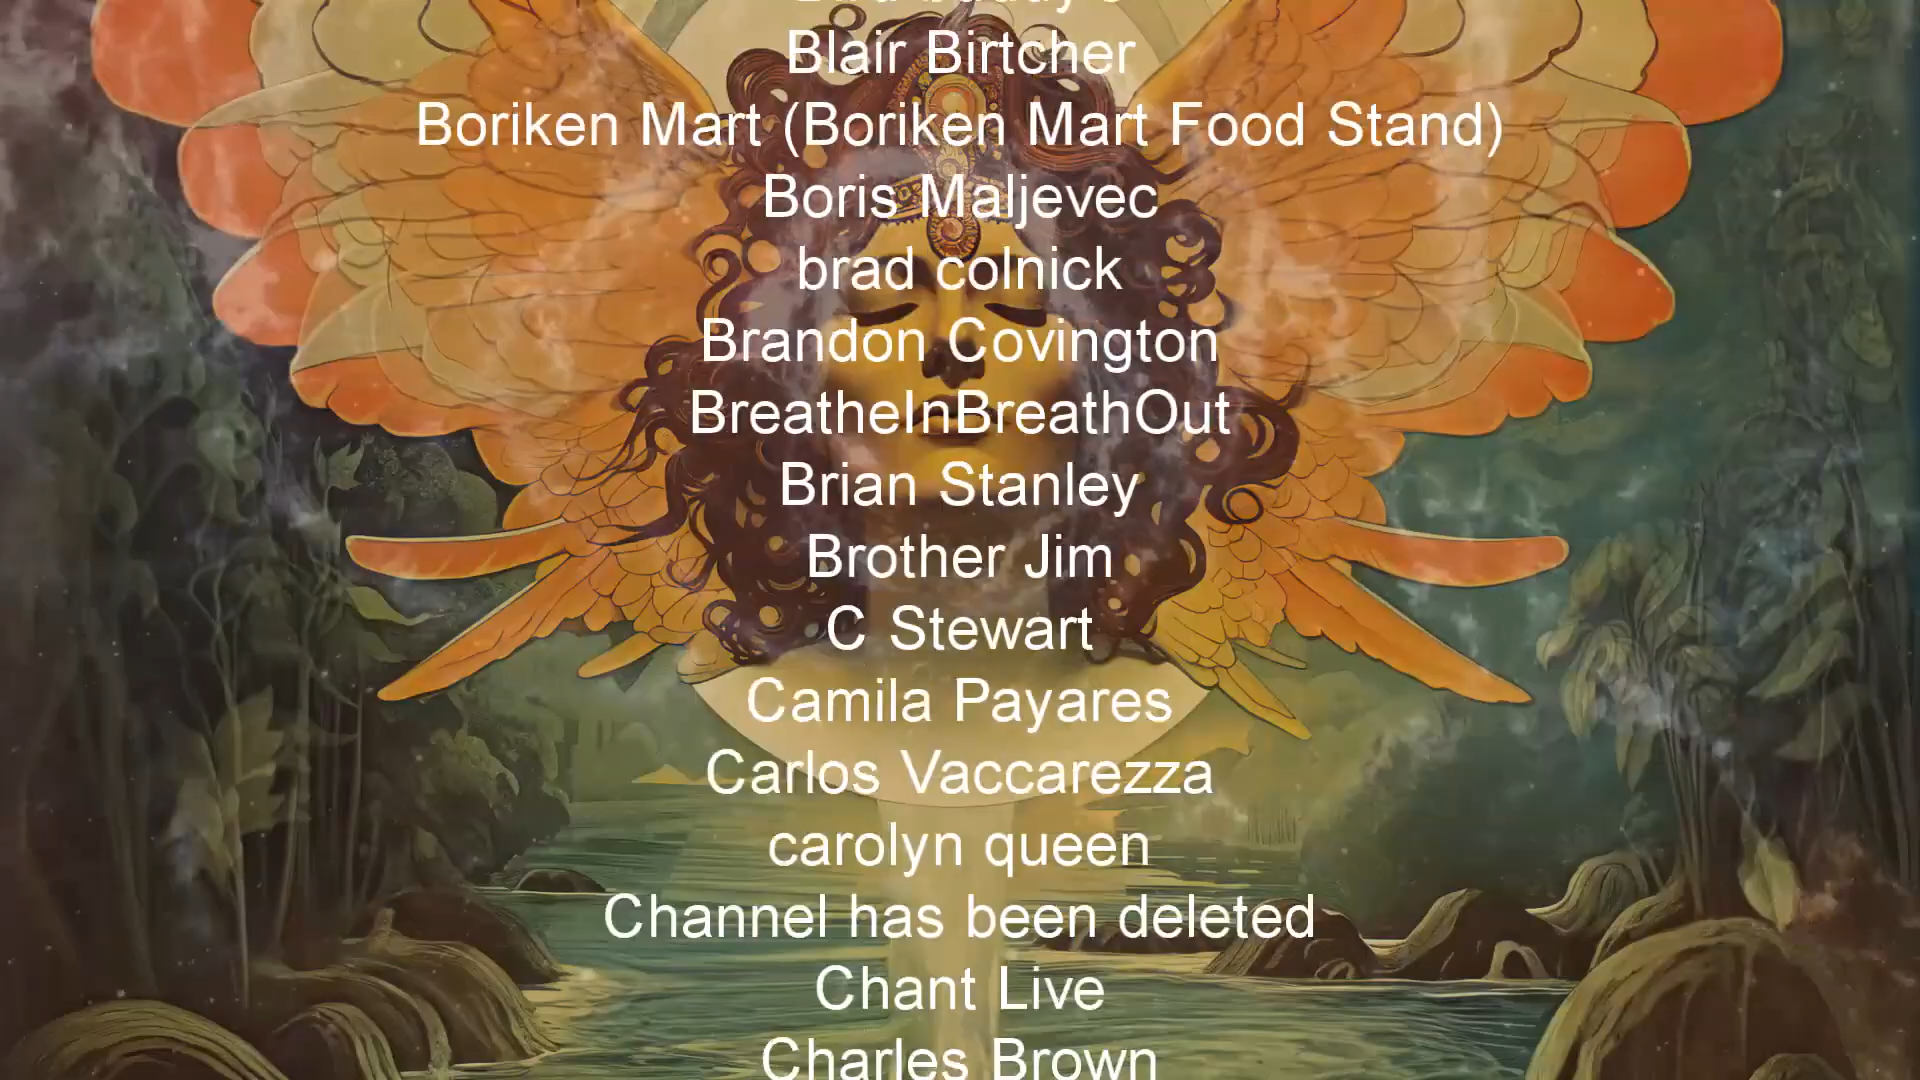 Blair Birtcher
Boriken Mart (Boriken Mart Food Stand)
Boris Maljevec
brad colnick
Brandon Covington
BreatheInBreathOut
Brian Stanley
Brother Jim
C Stewart
Camila Payares
Carlos Vaccarezza
carolyn queen
Channel has been deleted
Chant Live
Charles Brown